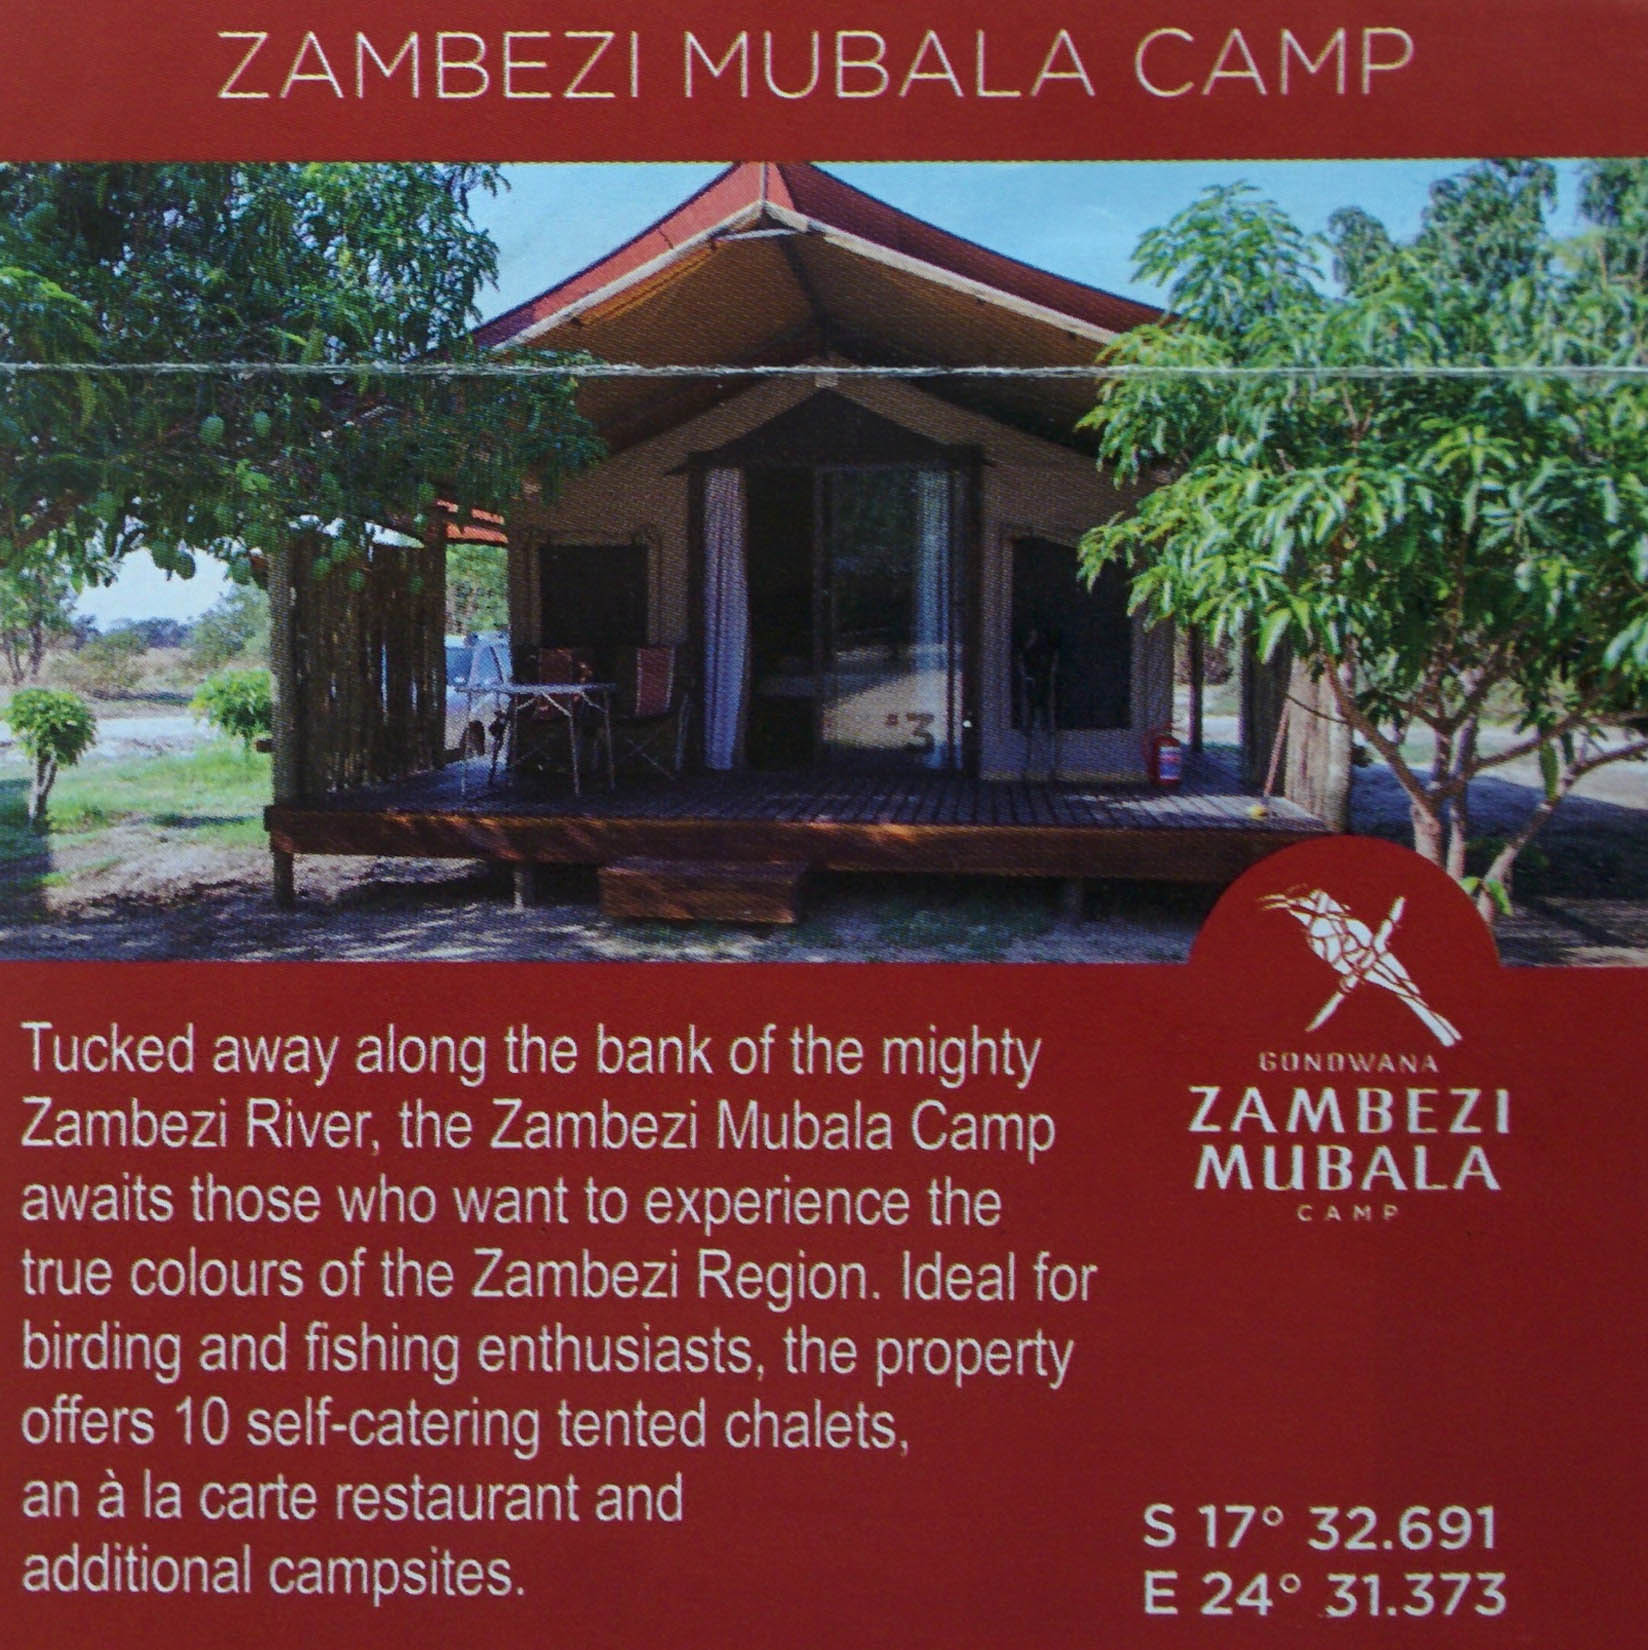 ZAMBEZI MUBALA CAMP
:3
Tucked away along the bank of the mighty
Zambezi River, the Zambezi Mubala Camp
awaits those who want to experience the
true colours of the Zambezi Region. Ideal for
birding and fishing enthusiasts, the property
offers 10 self-catering tented chalets,
an à la carte restaurant and
additional campsites.
GONDWANA
ZAMBEZI
MUBALA
CAMP
S 17° 32.691
E 24° 31.373